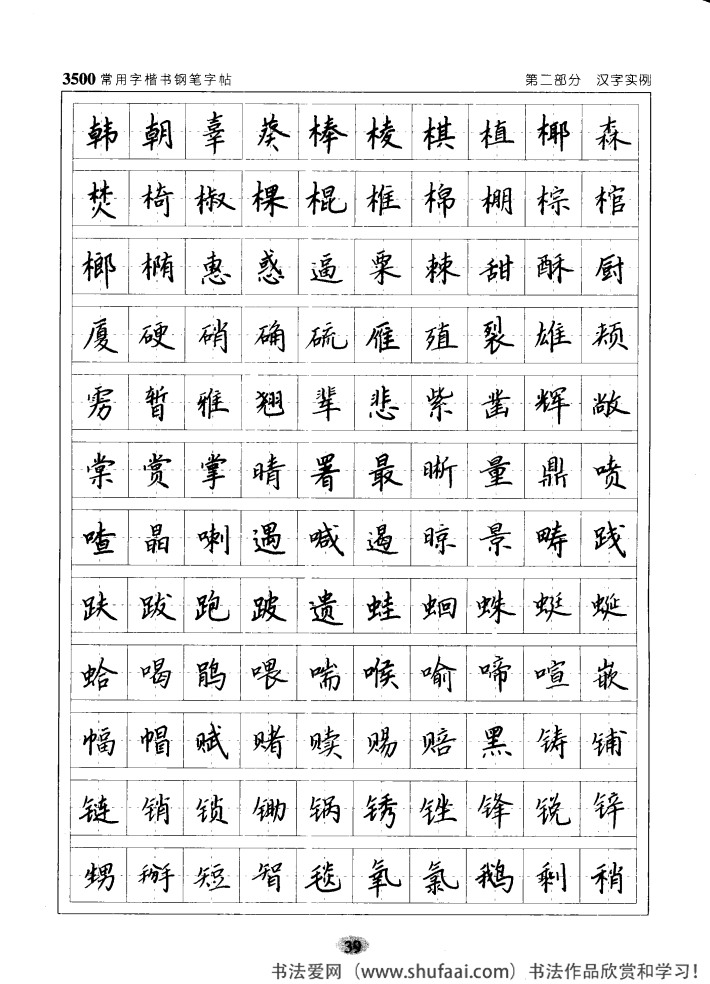 3500常用字楷书钢笔字帖 第二部分 汉字实例
韩朝辜葵棒棱棋植椰森
焚椅椒棵棍椎棉棚棕棺
榔椭惠惑逼粟棘甜酥厨
厦硬硝确硫雁殖裂雄颊
雳暂雅翘辈悲紫凿辉敞
棠赏掌晴署最晰量鼎喷
喳晶喇遇喊遏晾景畴践
跌跋跑跛遗蛙蛔蛛蜓蜒
蛤喝鹃喂喘喉喻啼喧嵌
幅帽赋赌赎赐赔黑铸铺
链销锁锄锅锈锉锋锐锌
甥掰短智毯氧氯鹅剩稍
39
书法爱网（www.shufaai.com）书法作品欣赏和学习！